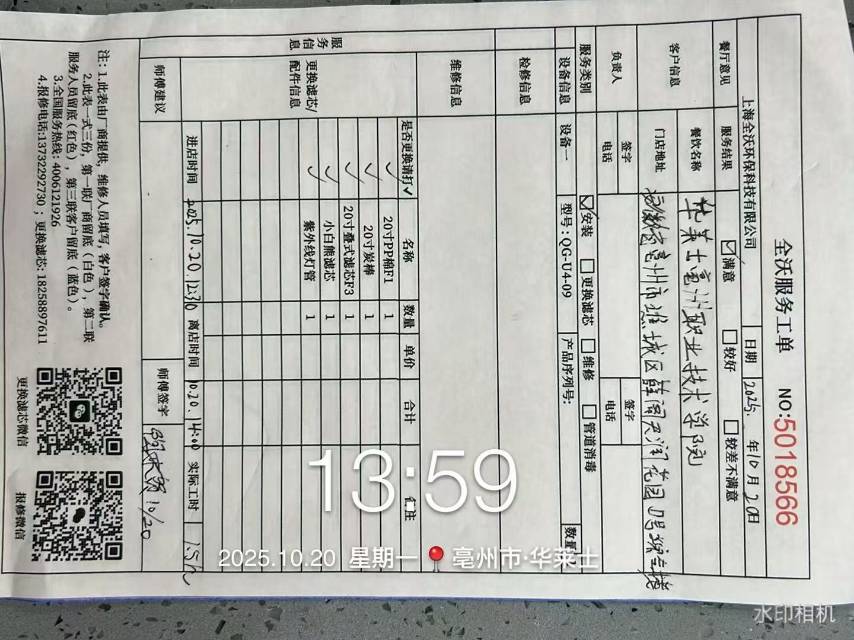 全沃服务工单 NO:5018566
上海全沃环保科技有限公司 日期 2025. 年10月20日
餐厅意见 服务结果 ☑满意 □较好 □较差不满意
客户信息 餐饮名称 华莱士亳州职业技术学院
门店地址 安徽省亳州市谯城区
负责人 签字 签字
电话 电话
服务类别 ☑安装 □更换滤芯 □维修 □管道消毒
设备信息 设备一 型号:QG-U4-09 产品序列号: 数量
检修信息
维修信息
服务信息
更换滤芯/配件信息 是否更换请打✓ 名称 数量 单价 合计 备注
✓ 20寸PP棉F1 1
✓ 20寸炭棒 1
✓ 20寸叠式滤芯F3 1
✓ 小白熊滤芯 1
✓ 紫外线灯管 1
师傅建议 进店时间 2025.10.20.12:30 离店时间 10.20.14:00 实际工时 1.5h
师傅签字 10/20
注:1.此表由厂商提供,维修人员填写,客户签字确认。
2.此表一式三份,第一联厂商留底(白色),第二联
服务人员留底(红色),第三联客户留底(蓝色)。
3.全国服务热线:4006121926
4.报修电话:13732292730;更换滤芯:18258897611
更换滤芯微信 报修微信
13:59
2025.10.20 星期一 亳州市·华莱士
水印相机